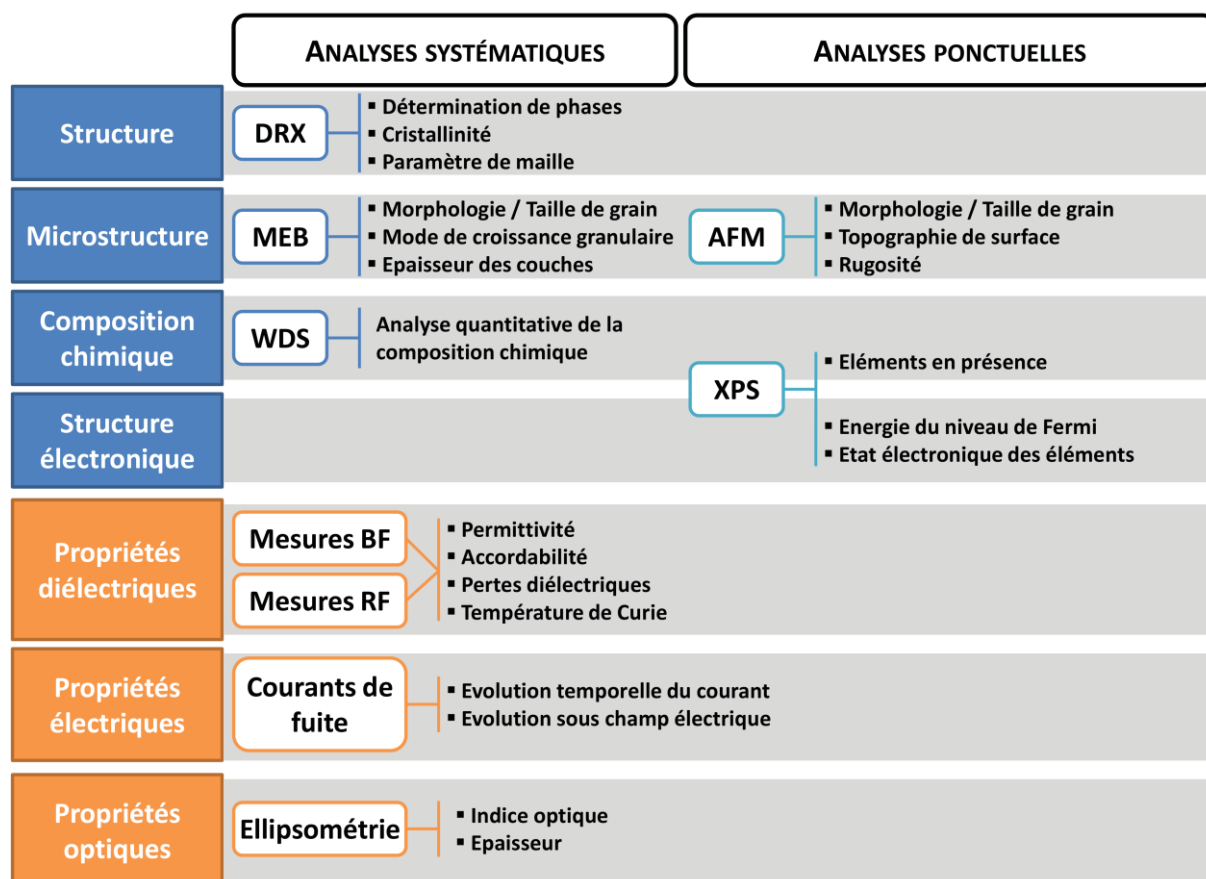 ANALYSES SYSTÉMATIQUES
ANALYSES PONCTUELLES
Structure
DRX
▪ Détermination de phases
▪ Cristallinité
▪ Paramètre de maille
Microstructure
MEB
▪ Morphologie / Taille de grain
▪ Mode de croissance granulaire
▪ Epaisseur des couches
AFM
▪ Morphologie / Taille de grain
▪ Topographie de surface
▪ Rugosité
Composition
chimique
WDS
Analyse quantitative de la
composition chimique
XPS
▪ Eléments en présence
Structure
électronique
▪ Energie du niveau de Fermi
▪ Etat électronique des éléments
Propriétés
diélectriques
Mesures BF
Mesures RF
▪ Permittivité
▪ Accordabilité
▪ Pertes diélectriques
▪ Température de Curie
Propriétés
électriques
Courants de
fuite
▪ Evolution temporelle du courant
▪ Evolution sous champ électrique
Propriétés
optiques
Ellipsométrie
▪ Indice optique
▪ Epaisseur